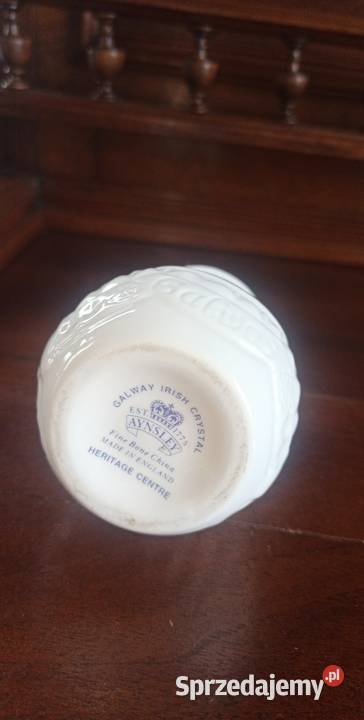 GALWAY IRISH CRYSTAL
EST. 1775
AYNSLEY
Fine Bone China
MADE IN ENGLAND
HERITAGE CENTRE
Sprzedajemy.pl